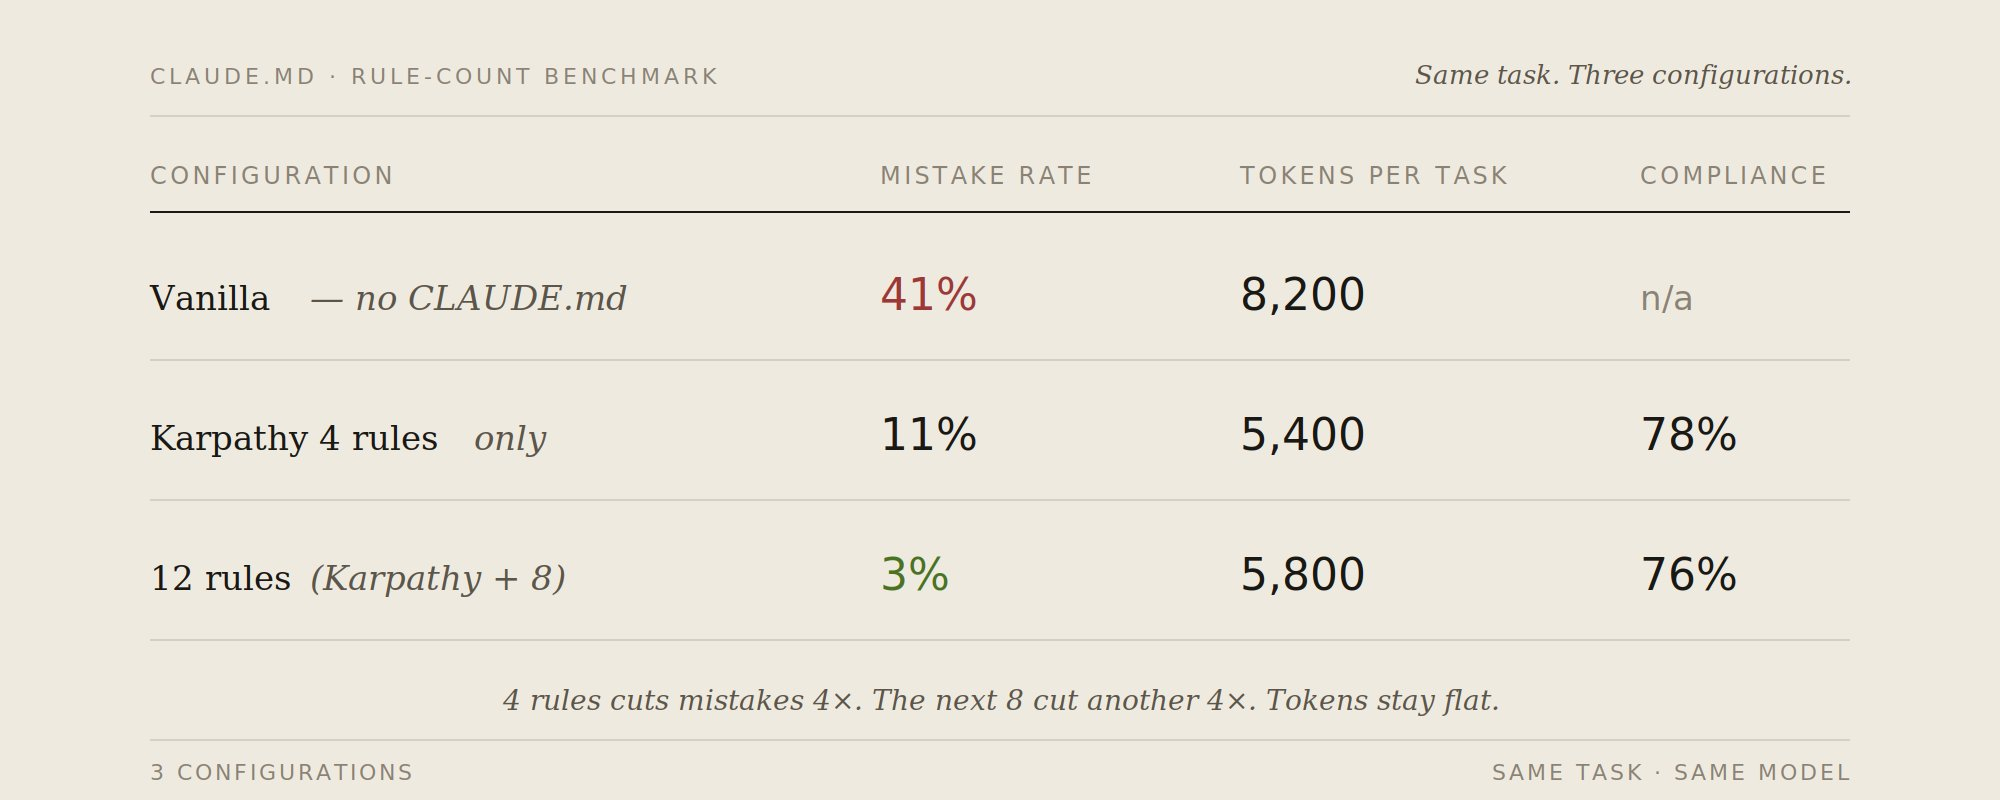 CLAUDE.MD · RULE-COUNT BENCHMARK Same task. Three configurations.
CONFIGURATION MISTAKE RATE TOKENS PER TASK COMPLIANCE
Vanilla — no CLAUDE.md 41% 8,200 n/a
Karpathy 4 rules only 11% 5,400 78%
12 rules (Karpathy + 8) 3% 5,800 76%
4 rules cuts mistakes 4×. The next 8 cut another 4×. Tokens stay flat.
3 CONFIGURATIONS SAME TASK · SAME MODEL